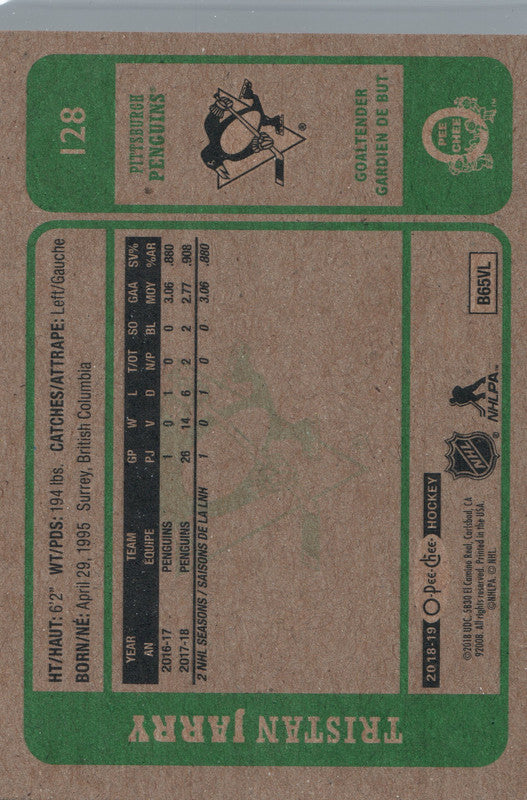 128
PITTSBURGH
PENGUINS
GOALTENDER
GARDIEN DE BUT
O
PEE
CHEE
HT/HAUT: 6'2" WT/PDS: 194 lbs. CATCHES/ATTRAPE: Left/Gauche
BORN/NÉ: April 29, 1995 Surrey, British Columbia
YEAR TEAM GP W L T/OT SO GAA SV%
AN ÉQUIPE PJ V D N/P BL MOY %AR
2016-17 PENGUINS 1 0 1 0 0 3.06 .880
2017-18 PENGUINS 26 14 6 2 2 2.77 .908
2 NHL SEASONS / SAISONS DE LA LNH 1 0 1 0 0 3.06 .880
2018-19 O-Pee-Chee HOCKEY
©2018 UDC. 5830 El Camino Real, Carlsbad, CA
92008. All rights reserved. Printed in the USA.
©NHLPA. ©NHL.
NHL
NHLPA
B65VL
TRISTAN JARRY